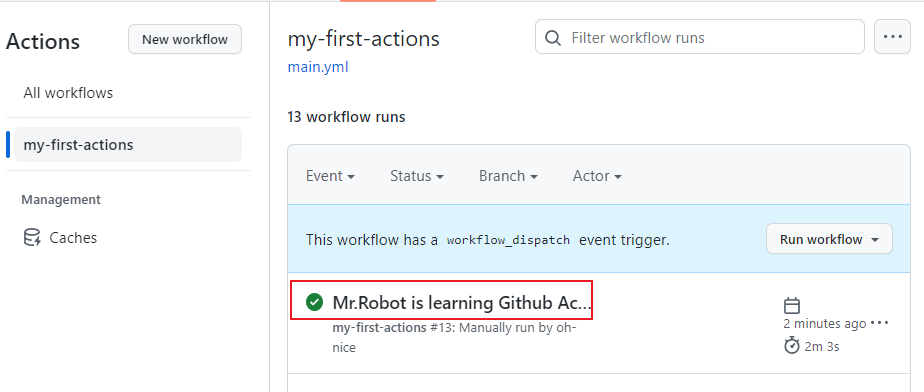 Actions
New workflow
All workflows
my-first-actions
Management
Caches
my-first-actions
main.yml
Filter workflow runs
13 workflow runs
Event
Status
Branch
Actor
This workflow has a workflow_dispatch event trigger.
Run workflow
Mr.Robot is learning Github Ac...
my-first-actions #13: Manually run by oh-
nice
2 minutes ago
2m 3s